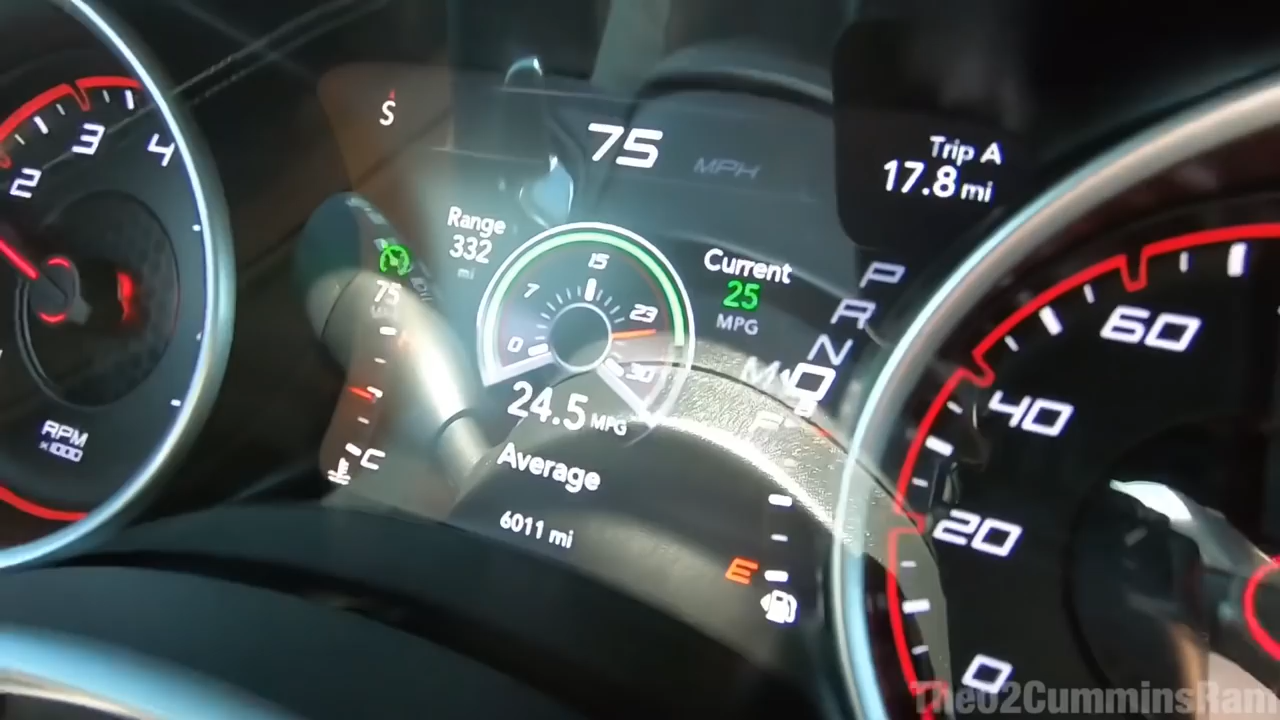 S
75 MPH
Trip A
17.8 mi
2 3 4
Range
332
mi
75
7 15 23
0 30
Current
25
MPG
P
R
N
D
24.5 MPG
Average
6011 mi
RPM
x1000
C
E
60
40
20
0
The02CumminsRam